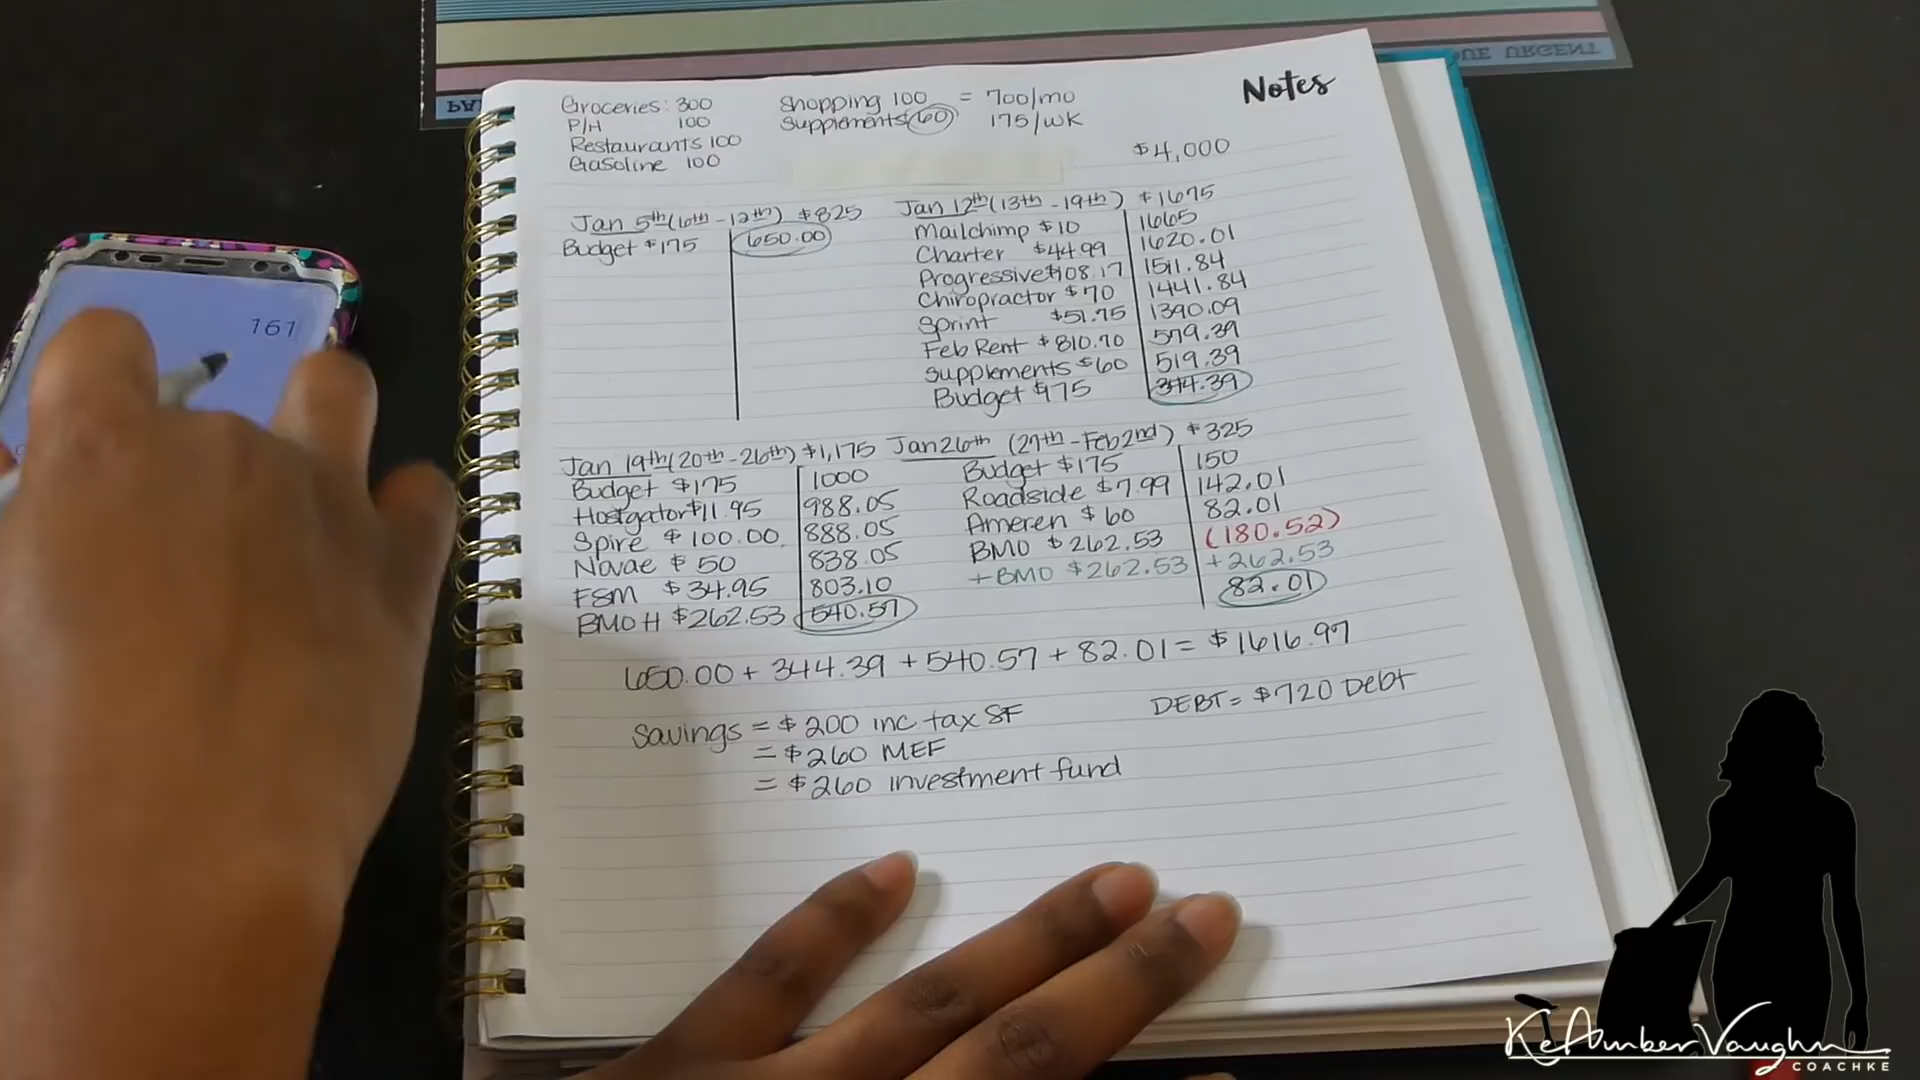 Notes
Groceries: 300
P/H 100
Restaurants 100
Gasoline 100
Shopping 100 = 700/mo
Supplements 60 175/wk
$4,000
Jan 5th (6th - 12th) $825
Budget $175 650.00
Jan 12th (13th - 19th) $1675
Mailchimp $10 1665
Charter $44.99 1620.01
Progressive $108.17 1511.84
Chiropractor $70 1441.84
Sprint $51.75 1390.09
Feb Rent $810.70 579.39
Supplements $60 519.39
Budget $175 344.39
Jan 19th (20th - 26th) $1,175
Budget $175 1000
Hostgator $11.95 988.05
Spire $100.00 888.05
Novae $50 838.05
FSM $34.95 803.10
BMO H $262.53 540.57
Jan 26th (27th - Feb 2nd) $325
Budget $175 150
Roadside $7.99 142.01
Ameren $60 82.01
BMO $262.53 (180.52)
+BMO $262.53 +262.53
82.01
650.00 + 344.39 + 540.57 + 82.01 = $1616.97
Savings = $200 inc tax SF
= $260 MEF
= $260 investment fund
DEBT = $720 Debt
161
KeAmber Vaughn
COACHKE